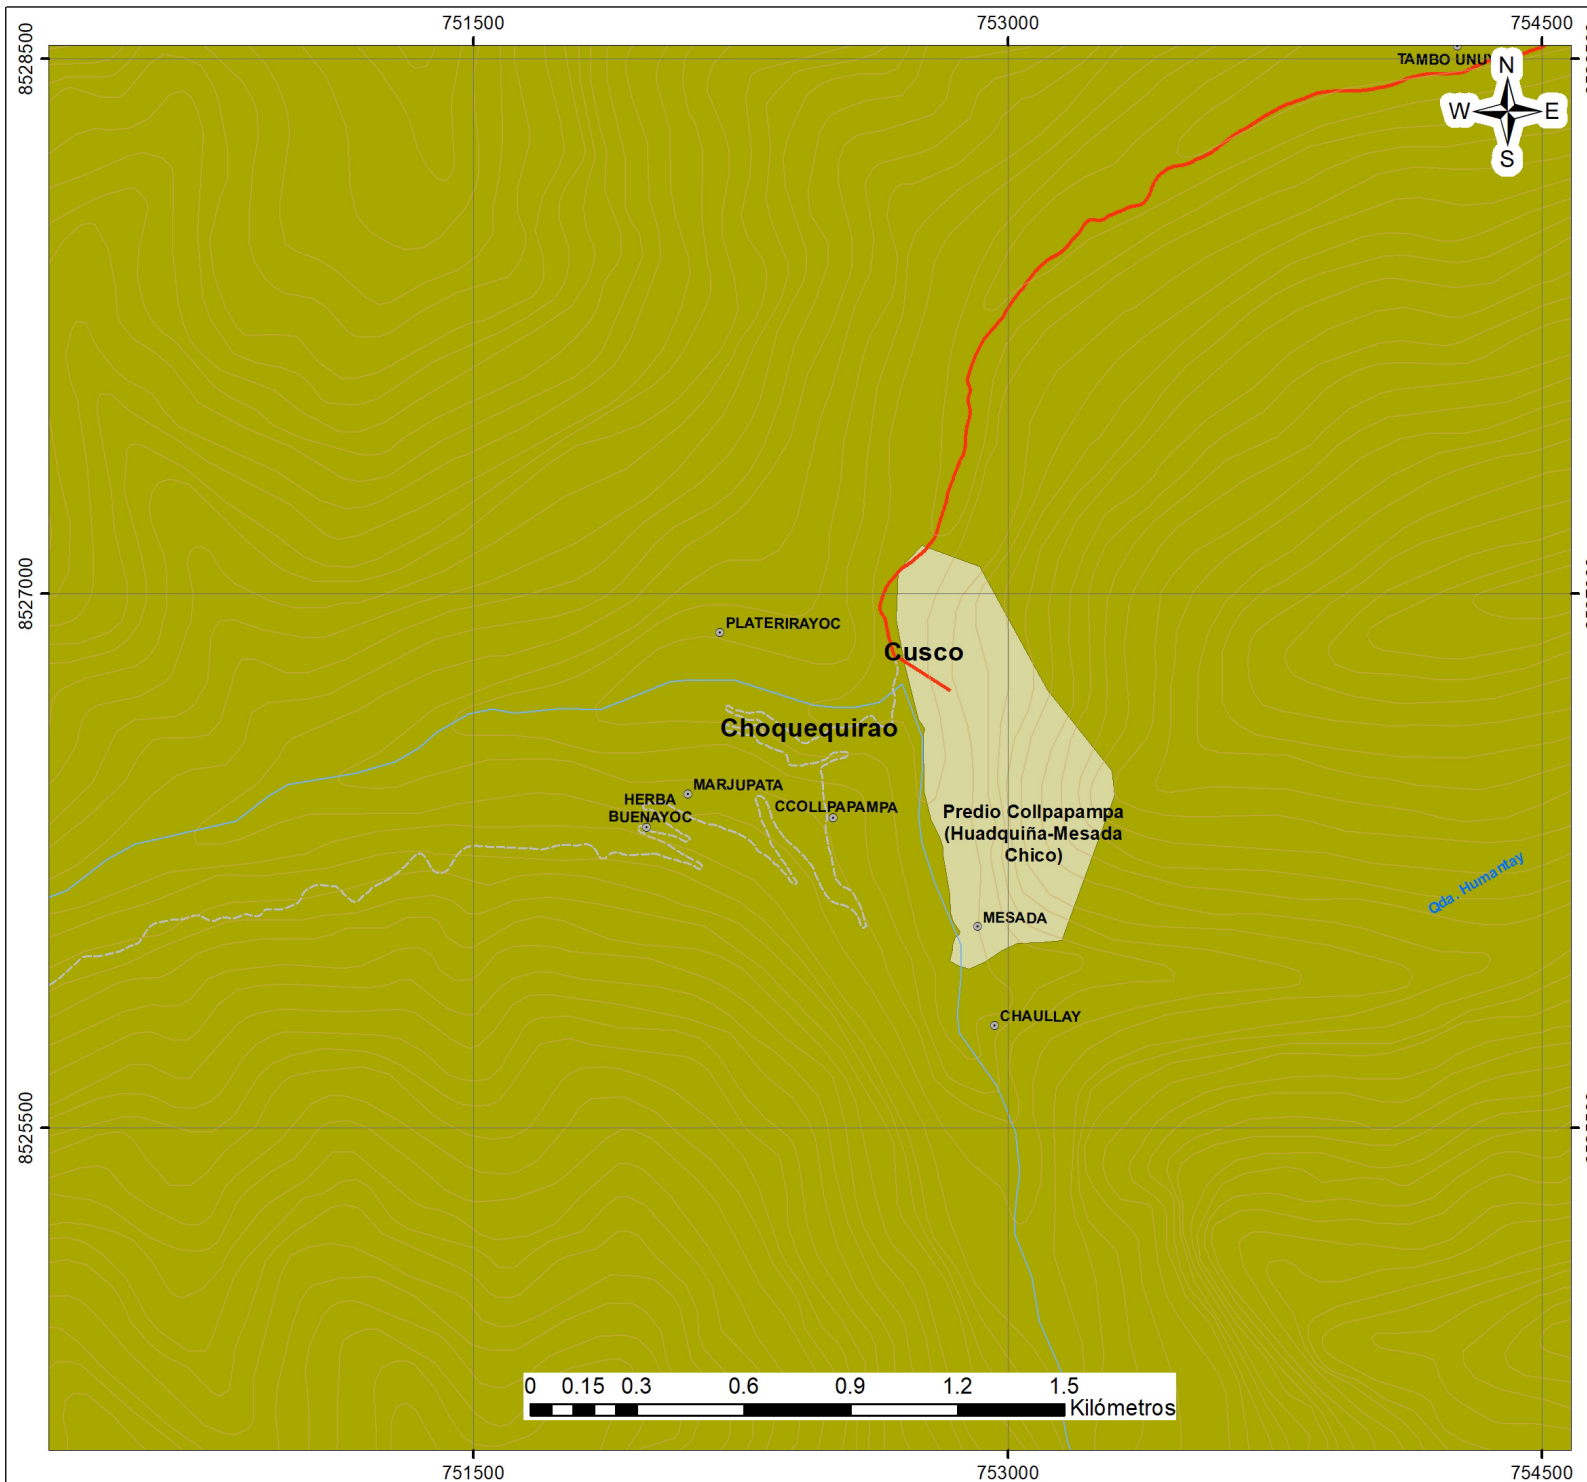 751500
753000
754500
8528500
TAMBO UNUY
N
W
E
S
8527000
PLATERIRAYOC
Cusco
Choquequirao
MARJUPATA
HERBA
BUENAYOC
CCOLLPAPAMPA
Predio Collpapampa
(Huadquiña-Mesada
Chico)
Qda. Humantay
MESADA
CHAULLAY
8525500
0 0.15 0.3 0.6 0.9 1.2 1.5
Kilómetros
751500
753000
754500